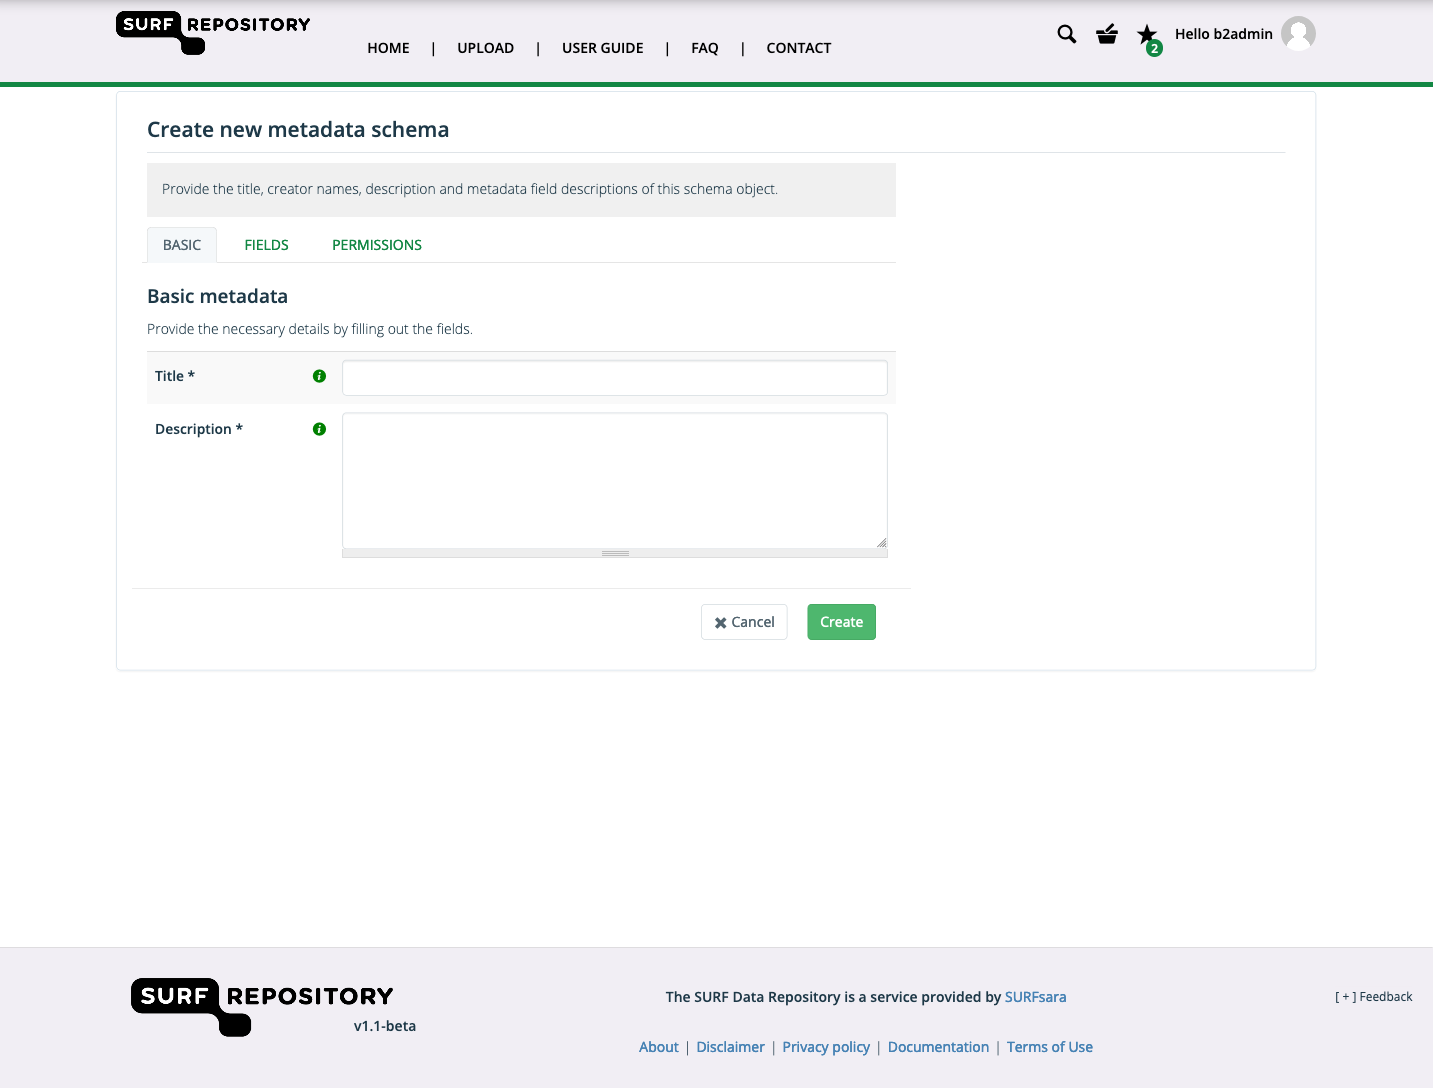 SURF REPOSITORY
HOME | UPLOAD | USER GUIDE | FAQ | CONTACT
2
Hello b2admin
Create new metadata schema
Provide the title, creator names, description and metadata field descriptions of this schema object.
BASIC FIELDS PERMISSIONS
Basic metadata
Provide the necessary details by filling out the fields.
Title *
Description *
Cancel Create
SURF REPOSITORY
v1.1-beta
The SURF Data Repository is a service provided by SURFsara
About | Disclaimer | Privacy policy | Documentation | Terms of Use
[ + ] Feedback